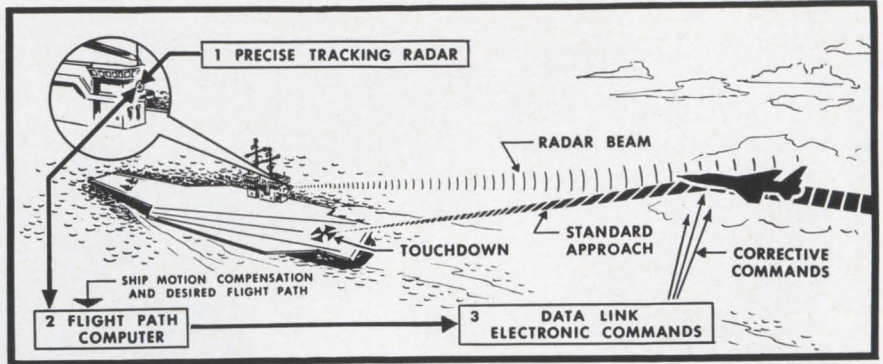 1 PRECISE TRACKING RADAR
RADAR BEAM
TOUCHDOWN
STANDARD
APPROACH
CORRECTIVE
COMMANDS
SHIP MOTION COMPENSATION
AND DESIRED FLIGHT PATH
2 FLIGHT PATH
COMPUTER
3 DATA LINK
ELECTRONIC COMMANDS